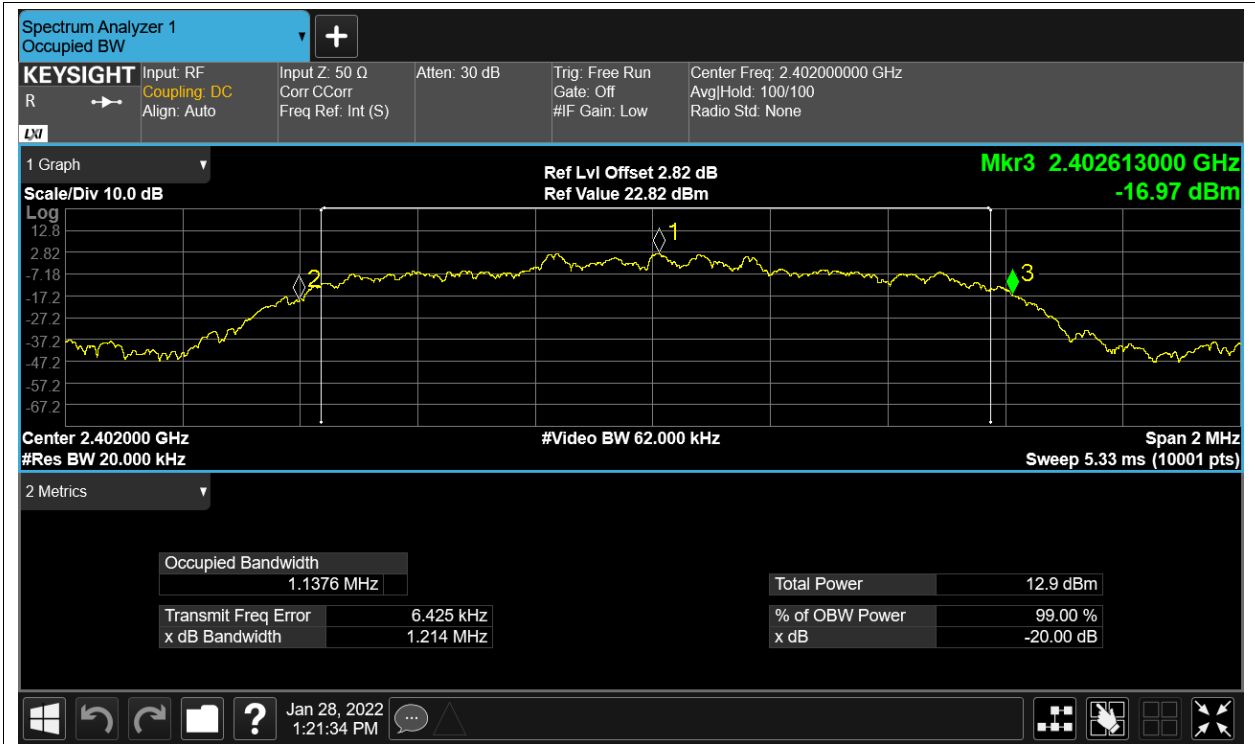 Spectrum Analyzer 1
Occupied BW
KEYSIGHT
R
LXI
Input: RF
Coupling: DC
Align: Auto
Input Z: 50 Ω
Corr CCorr
Freq Ref: Int (S)
Atten: 30 dB
Trig: Free Run
Gate: Off
#IF Gain: Low
Center Freq: 2.402000000 GHz
Avg|Hold: 100/100
Radio Std: None
1 Graph
Scale/Div 10.0 dB
Ref Lvl Offset 2.82 dB
Ref Value 22.82 dBm
Mkr3 2.402613000 GHz
-16.97 dBm
Log
12.8
2.82
-7.18
-17.2
-27.2
-37.2
-47.2
-57.2
-67.2
1
2
3
Center 2.402000 GHz
#Res BW 20.000 kHz
#Video BW 62.000 kHz
Span 2 MHz
Sweep 5.33 ms (10001 pts)
2 Metrics
Occupied Bandwidth
1.1376 MHz
Transmit Freq Error 6.425 kHz
x dB Bandwidth 1.214 MHz
Total Power 12.9 dBm
% of OBW Power 99.00 %
x dB -20.00 dB
?
Jan 28, 2022
1:21:34 PM